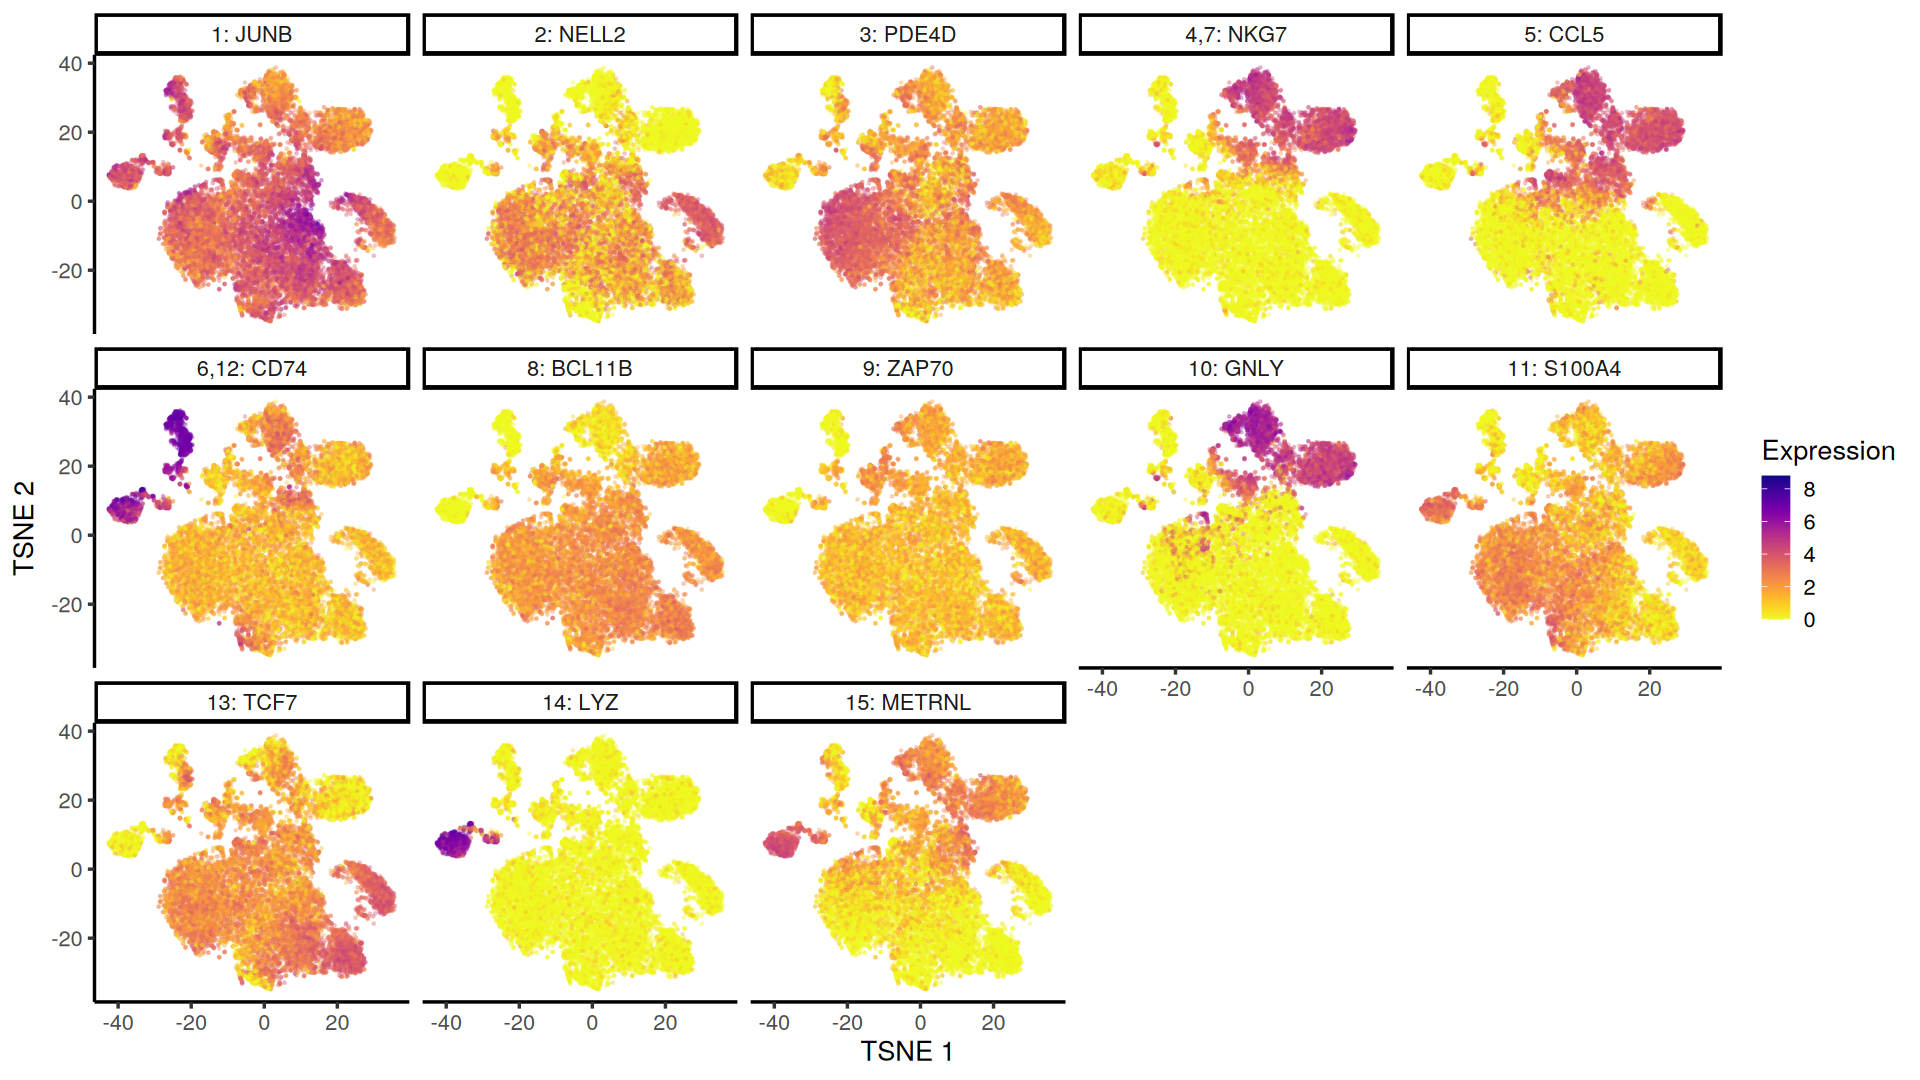 1: JUNB
2: NELL2
3: PDE4D
4,7: NKG7
5: CCL5
40
20
0
-20
6,12: CD74
8: BCL11B
9: ZAP70
10: GNLY
11: S100A4
40
20
0
-20
-40 -20 0 20
-40 -20 0 20
13: TCF7
14: LYZ
15: METRNL
40
20
0
-20
-40 -20 0 20
-40 -20 0 20
-40 -20 0 20
TSNE 1
TSNE 2
Expression
8
6
4
2
0